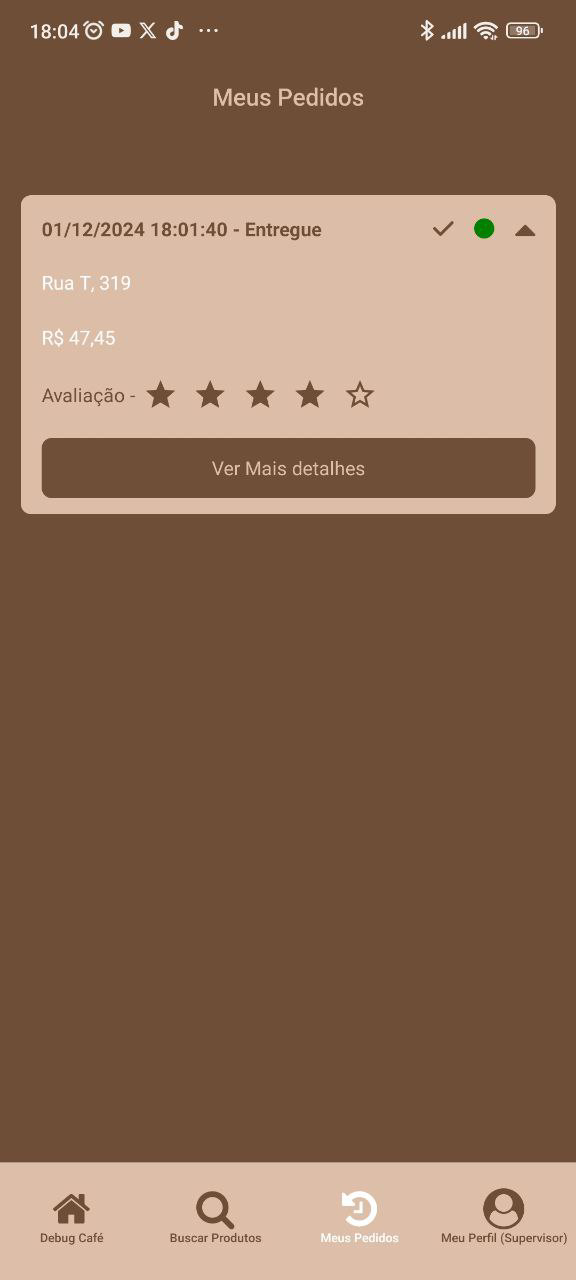 18:04 ... 96
Meus Pedidos
01/12/2024 18:01:40 - Entregue
Rua T, 319
R$ 47,45
Avaliação -
Ver Mais detalhes
Debug Café Buscar Produtos Meus Pedidos Meu Perfil (Supervisor)